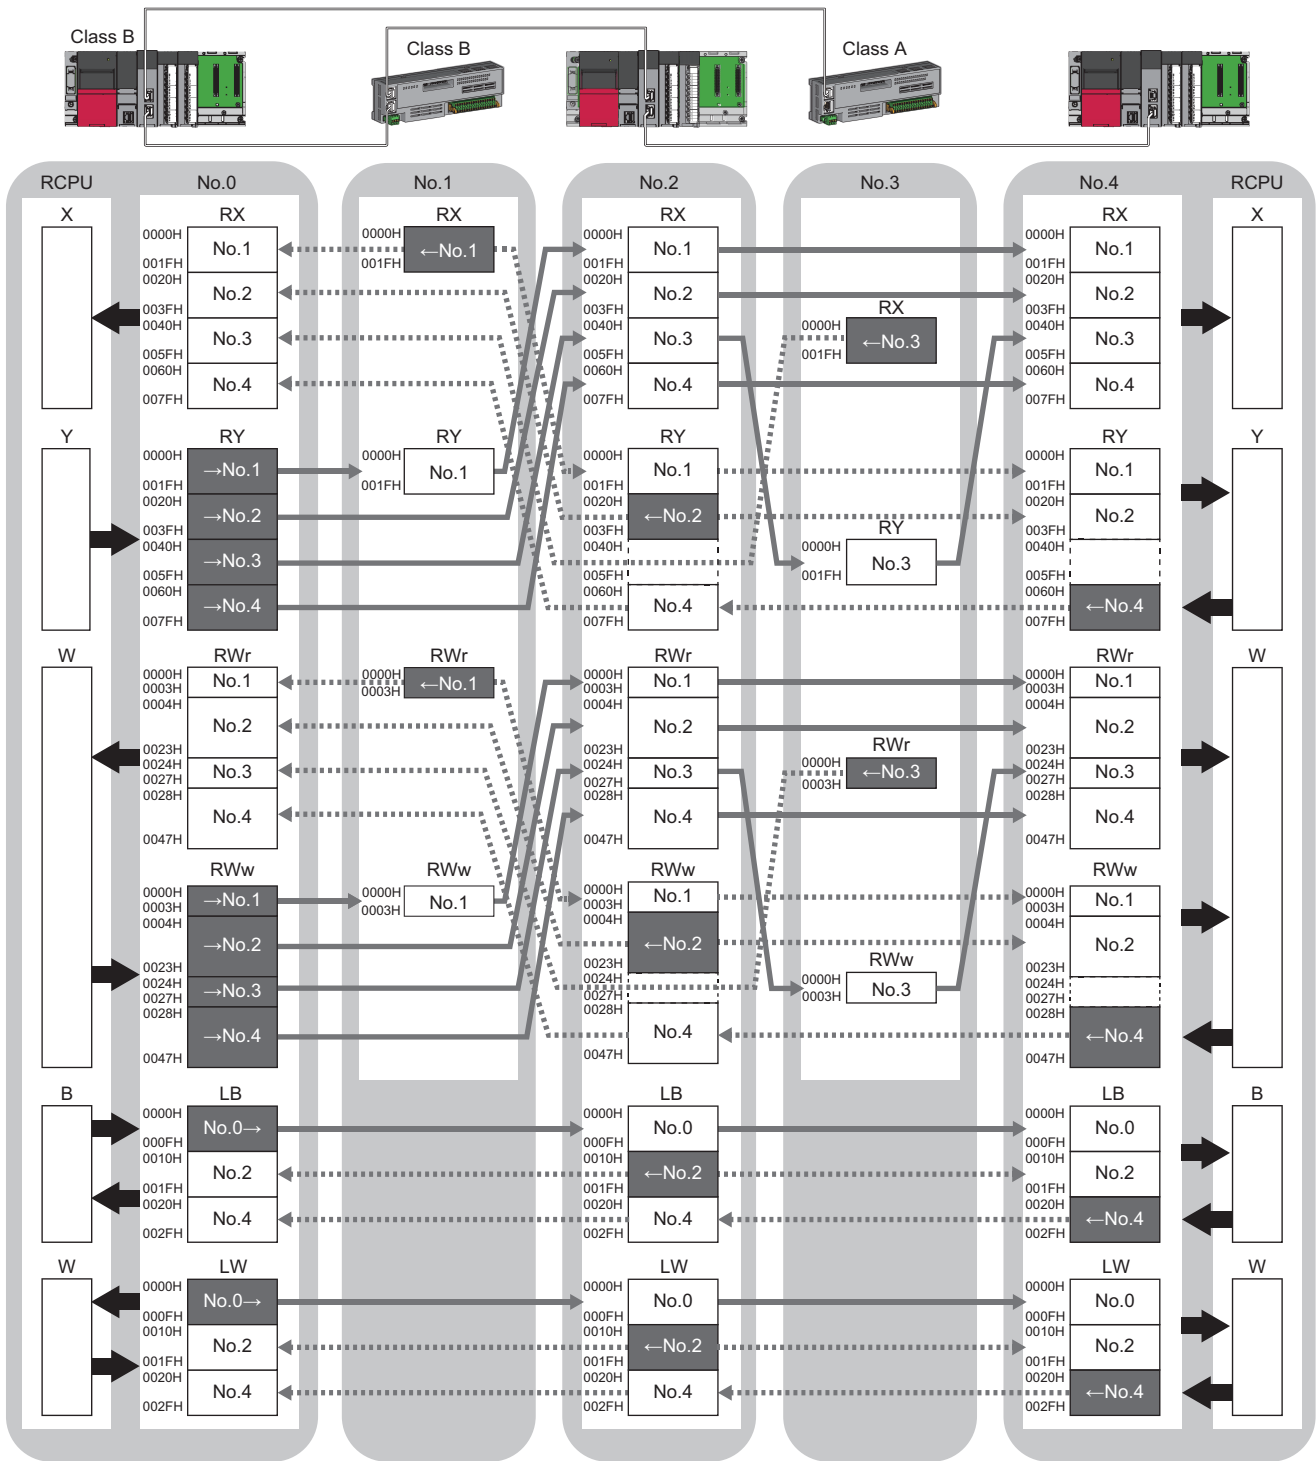 Class B
Class B
Class A
RCPU No.0 No.1 No.2 No.3 No.4 RCPU
X RX RX RX RX X
0000H No.1 0000H ←No.1 0000H No.1 0000H No.1
001FH 001FH 001FH 001FH
0020H No.2 0020H No.2 0020H No.2
003FH 003FH RX 003FH
0040H No.3 0040H No.3 0000H ←No.3 0040H No.3
005FH 005FH 001FH 005FH
0060H No.4 0060H No.4 0060H No.4
007FH 007FH 007FH
Y RY RY RY RY Y
0000H →No.1 0000H No.1 0000H No.1 0000H No.1
001FH 001FH 001FH 001FH
0020H →No.2 0020H ←No.2 0020H No.2
003FH 003FH RY 003FH
0040H →No.3 0040H 0000H No.3 0040H
005FH 005FH 001FH 005FH
0060H →No.4 0060H No.4 0060H ←No.4
007FH 007FH 007FH
W RWr RWr RWr RWr W
0000H No.1 0000H ←No.1 0000H No.1 0000H No.1
0003H 0003H 0003H 0003H
0004H No.2 0004H No.2 0004H No.2
0023H 0023H RWr 0023H
0024H No.3 0024H No.3 0000H ←No.3 0024H No.3
0027H 0027H 0003H 0027H
0028H No.4 0028H No.4 0028H No.4
0047H 0047H 0047H
RWw RWw RWw RWw
0000H →No.1 0000H No.1 0000H No.1 0000H No.1
0003H 0003H 0003H 0003H
0004H →No.2 0004H ←No.2 0004H No.2
0023H 0023H RWw 0023H
0024H →No.3 0024H 0000H No.3 0024H
0027H 0027H 0003H 0027H
0028H →No.4 0028H No.4 0028H ←No.4
0047H 0047H 0047H
B LB LB LB B
0000H No.0→ 0000H No.0 0000H No.0
000FH 000FH 000FH
0010H No.2 0010H ←No.2 0010H No.2
001FH 001FH 001FH
0020H No.4 0020H No.4 0020H ←No.4
002FH 002FH 002FH
W LW LW LW W
0000H No.0→ 0000H No.0 0000H No.0
000FH 000FH 000FH
0010H No.2 0010H ←No.2 0010H No.2
001FH 001FH 001FH
0020H No.4 0020H No.4 0020H ←No.4
002FH 002FH 002FH